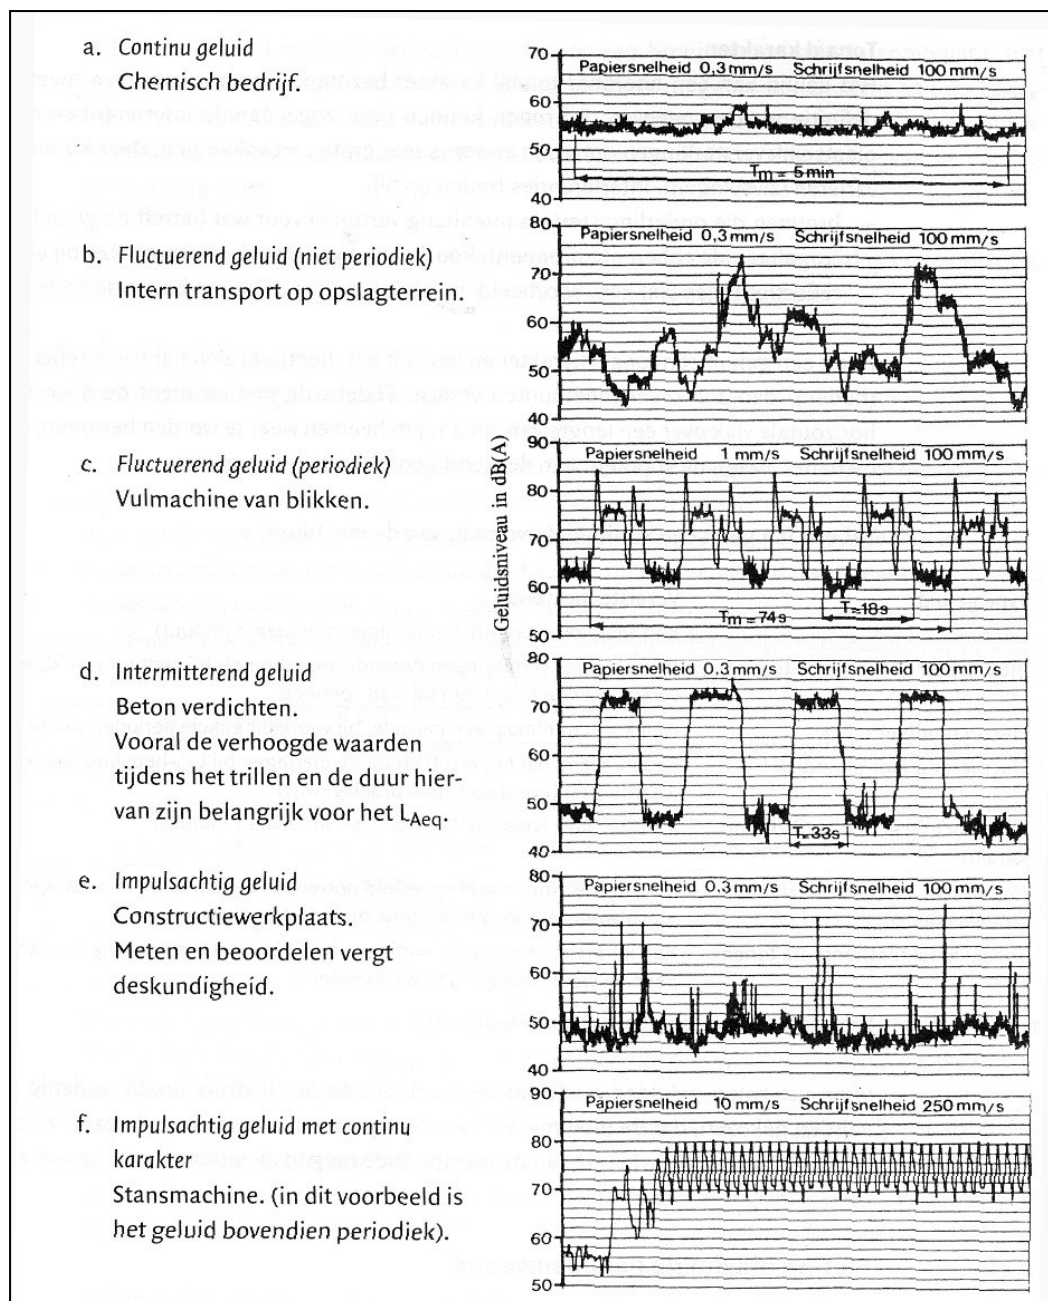 a. Continu geluid
Chemisch bedrijf.
70
60
50
40
Papiersnelheid 0,3 mm/s Schrijfsnelheid 100 mm/s
Tm = 5 min
b. Fluctuerend geluid (niet periodiek)
Intern transport op opslagterrein.
80
70
60
50
40
Papiersnelheid 0,3 mm/s Schrijfsnelheid 100 mm/s
Geluidsniveau in dB(A)
c. Fluctuerend geluid (periodiek)
Vulmachine van blikken.
90
80
70
60
50
Papiersnelheid 1 mm/s Schrijfsnelheid 100 mm/s
T=18s
Tm=74s
d. Intermitterend geluid
Beton verdichten.
Vooral de verhoogde waarden
tijdens het trillen en de duur hier-
van zijn belangrijk voor het LAeq.
80
70
60
50
40
Papiersnelheid 0.3 mm/s Schrijfsnelheid 100 mm/s
T=33s
e. Impulsachtig geluid
Constructiewerkplaats.
Meten en beoordelen vergt
deskundigheid.
80
70
60
50
40
Papiersnelheid 0,3 mm/s Schrijfsnelheid 100 mm/s
f. Impulsachtig geluid met continu
karakter
Stansmachine. (in dit voorbeeld is
het geluid bovendien periodiek).
90
80
70
60
50
Papiersnelheid 10 mm/s Schrijfsnelheid 250 mm/s